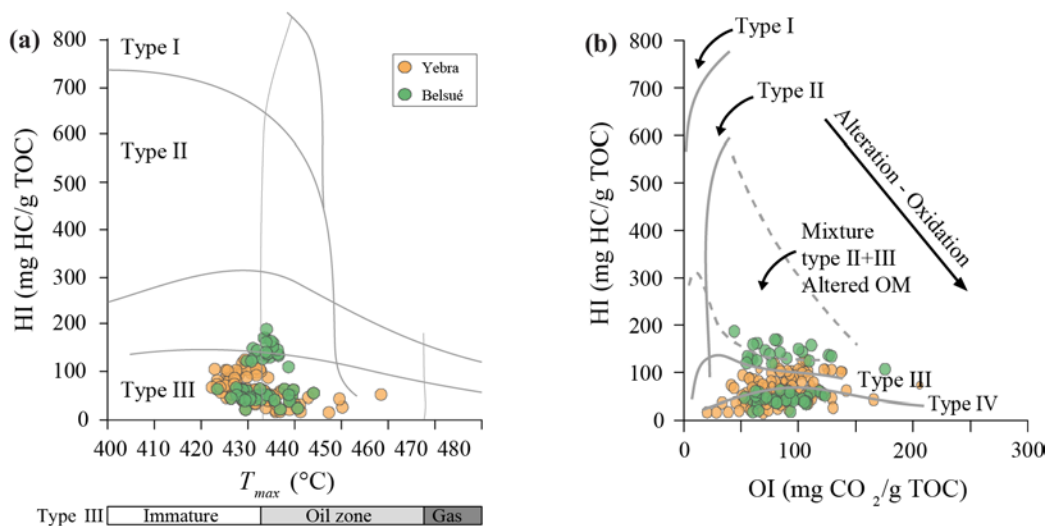 (a)
800
700
600
500
400
300
200
100
0
HI (mg HC/g TOC)
Type I
Type II
Type III
Yebra
Belsué
400 410 420 430 440 450 460 470 480
Tmax (°C)
Type III Immature Oil zone Gas
(b)
800
700
600
500
400
300
200
100
0
HI (mg HC/g TOC)
Type I
Type II
Alteration - Oxidation
Mixture
type II+III
Altered OM
Type III
Type IV
0 100 200 300
OI (mg CO 2/g TOC)